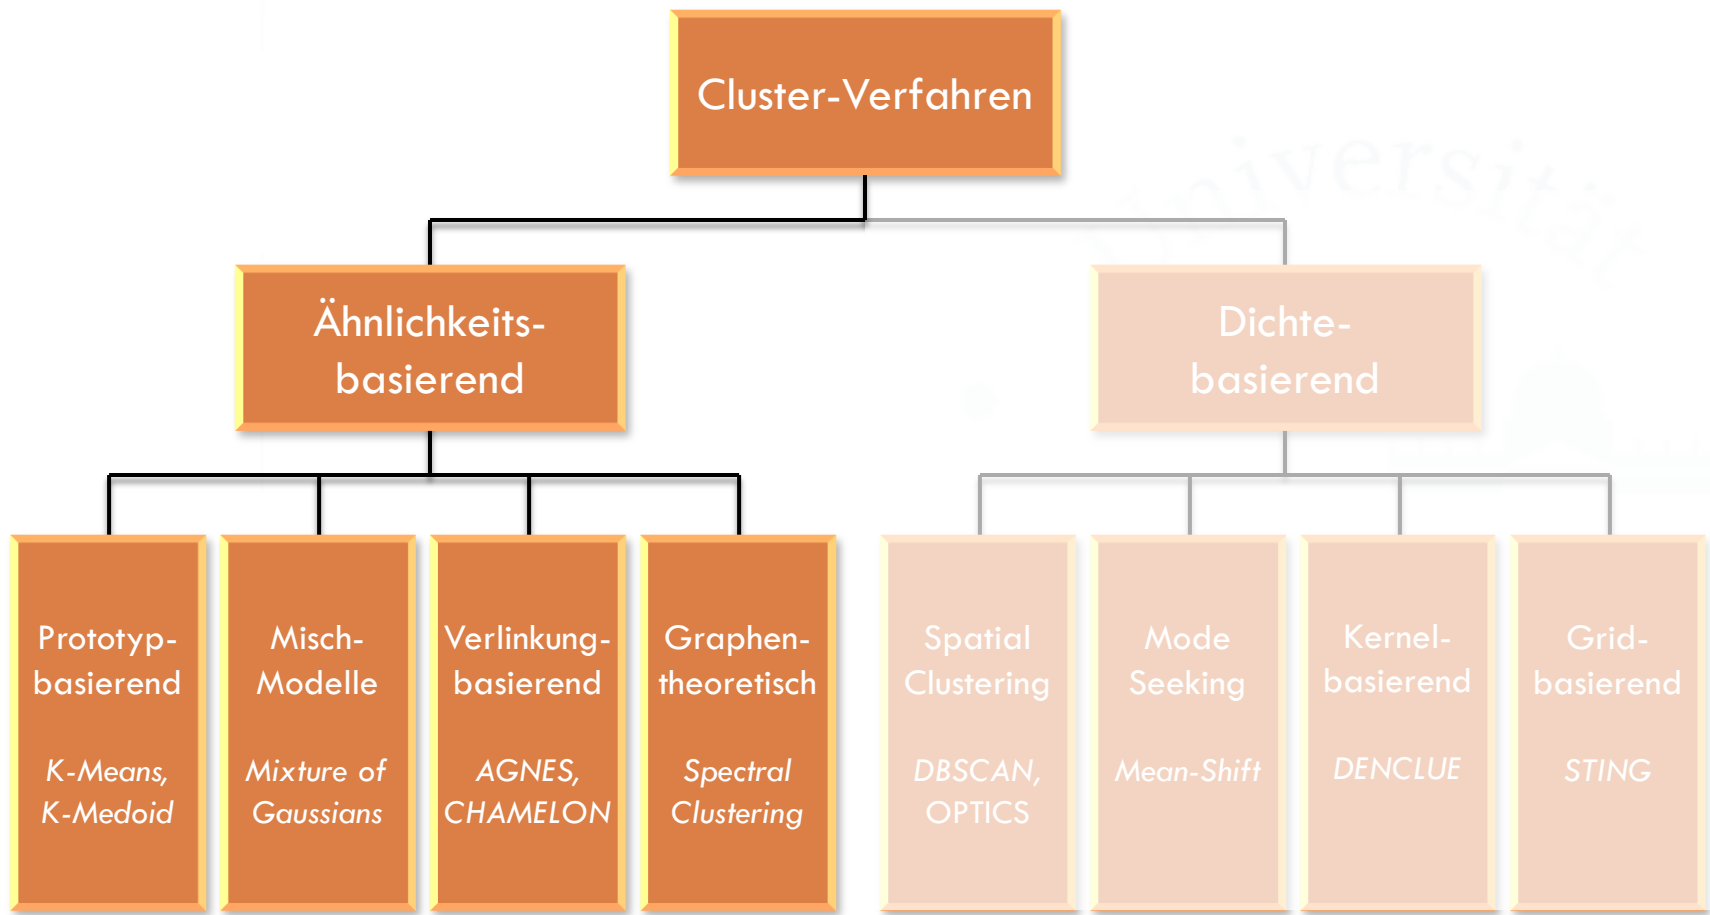 Cluster-Verfahren
Ähnlichkeits-
basierend
Dichte-
basierend
Prototyp-
basierend
K-Means,
K-Medoid
Misch-
Modelle
Mixture of
Gaussians
Verlinkung-
basierend
AGNES,
CHAMELON
Graphen-
theoretisch
Spectral
Clustering
Spatial
Clustering
DBSCAN,
OPTICS
Mode
Seeking
Mean-Shift
Kernel-
basierend
DENCLUE
Grid-
basierend
STING
Universität